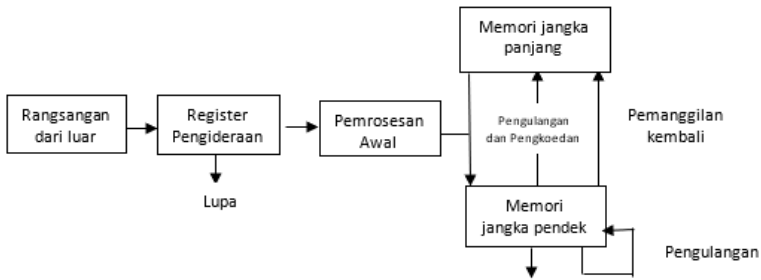 Memori jangka
panjang
Rangsangan
dari luar
Register
Pengideraan
Pemrosesan
Awal
Pengulangan
dan Pengkoedan
Pemanggilan
kembali
Lupa
Memori
jangka pendek
Pengulangan